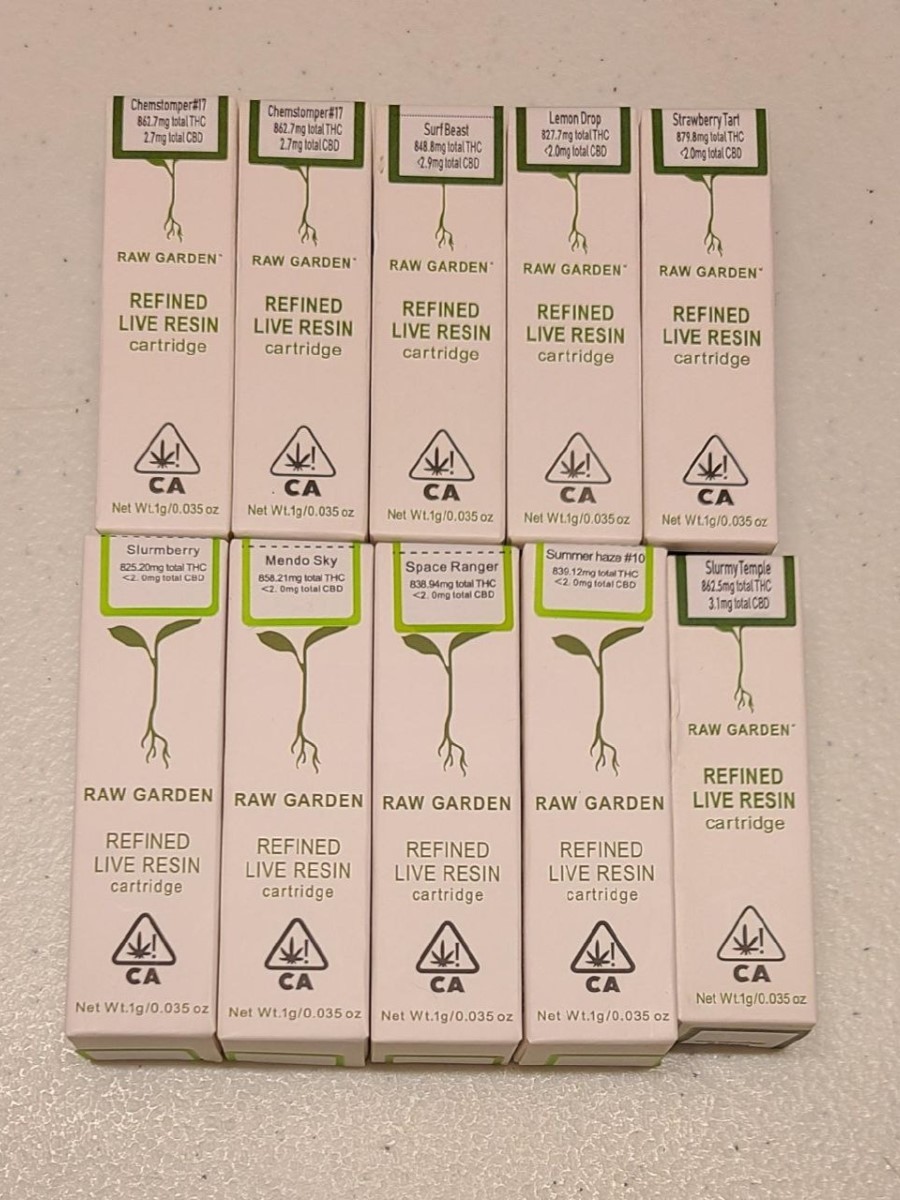 Chemstomper#17
862.7mg total THC
2.7mg total CBD
RAW GARDEN
REFINED
LIVE RESIN
cartridge
CA
Net Wt.1g/0.035 oz
Chemstomper#17
862.7mg total THC
2.7mg total CBD
RAW GARDEN
REFINED
LIVE RESIN
cartridge
CA
Net Wt.1g/0.035 oz
Surf Beast
848.8mg total THC
<2.9mg total CBD
RAW GARDEN
REFINED
LIVE RESIN
cartridge
CA
Net Wt.1g/0.035 oz
Lemon Drop
827.7mg total THC
<2.0mg total CBD
RAW GARDEN
REFINED
LIVE RESIN
cartridge
CA
Net Wt.1g/0.035 oz
Strawberry Tart
879.8mg total THC
<2.0mg total CBD
RAW GARDEN
REFINED
LIVE RESIN
cartridge
CA
Net Wt.1g/0.035 oz
Slurmberry
825.20mg total THC
<2. 0mg total CBD
RAW GARDEN
REFINED
LIVE RESIN
cartridge
CA
Net Wt.1g/0.035 oz
Mendo Sky
858.21mg total THC
<2. 0mg total CBD
RAW GARDEN
REFINED
LIVE RESIN
cartridge
CA
Net Wt.1g/0.035 oz
Space Ranger
838.94mg total THC
<2. 0mg total CBD
RAW GARDEN
REFINED
LIVE RESIN
cartridge
CA
Net Wt.1g/0.035 oz
Summer haze #10
839.12mg total THC
<2. 0mg total CBD
RAW GARDEN
REFINED
LIVE RESIN
cartridge
CA
Net Wt.1g/0.035 oz
Slurmy Temple
862.5mg total THC
3.1mg total CBD
RAW GARDEN
REFINED
LIVE RESIN
cartridge
CA
Net Wt.1g/0.035 oz